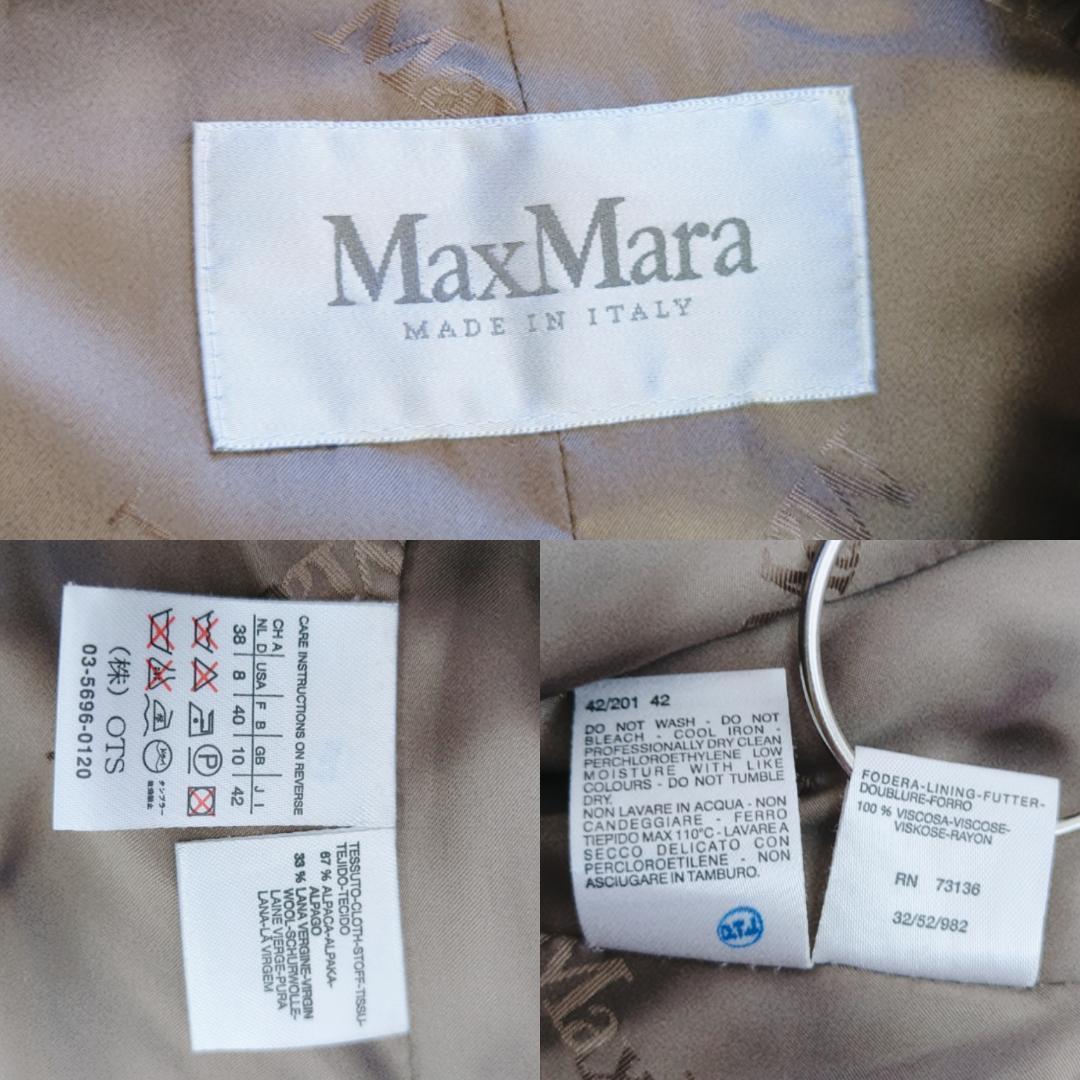 MaxMara
MADE IN ITALY
CARE INSTRUCTIONS ON REVERSE
CH A
NL D USA F B GB J I
38 8 40 10 42
P
(株) OTS
03-5696-0120
TESSUTO-CLOTH-STOFF-TISSU-
TEJIDO-TECIDO
67 % ALPACA-ALPAKA-
ALPAGO
33 % LANA VERGINE-VIRGIN
WOOL-SCHURWOLLE-
LAINE VIERGE-PURA
LANA-LÃ VIRGEM
42/201 42
DO NOT WASH - DO NOT
BLEACH - COOL IRON -
PROFESSIONALLY DRY CLEAN
PERCHLOROETHYLENE LOW
MOISTURE WITH LIKE
COLOURS - DO NOT TUMBLE
DRY.
NON LAVARE IN ACQUA - NON
CANDEGGIARE - FERRO
TIEPIDO MAX 110°C - LAVARE A
SECCO DELICATO CON
PERCLOROETILENE - NON
ASCIUGARE IN TAMBURO.
FODERA-LINING-FUTTER-
DOUBLURE-FORRO
100 % VISCOSA-VISCOSE-
VISKOSE-RAYON
RN 73136
32/52/982
Max